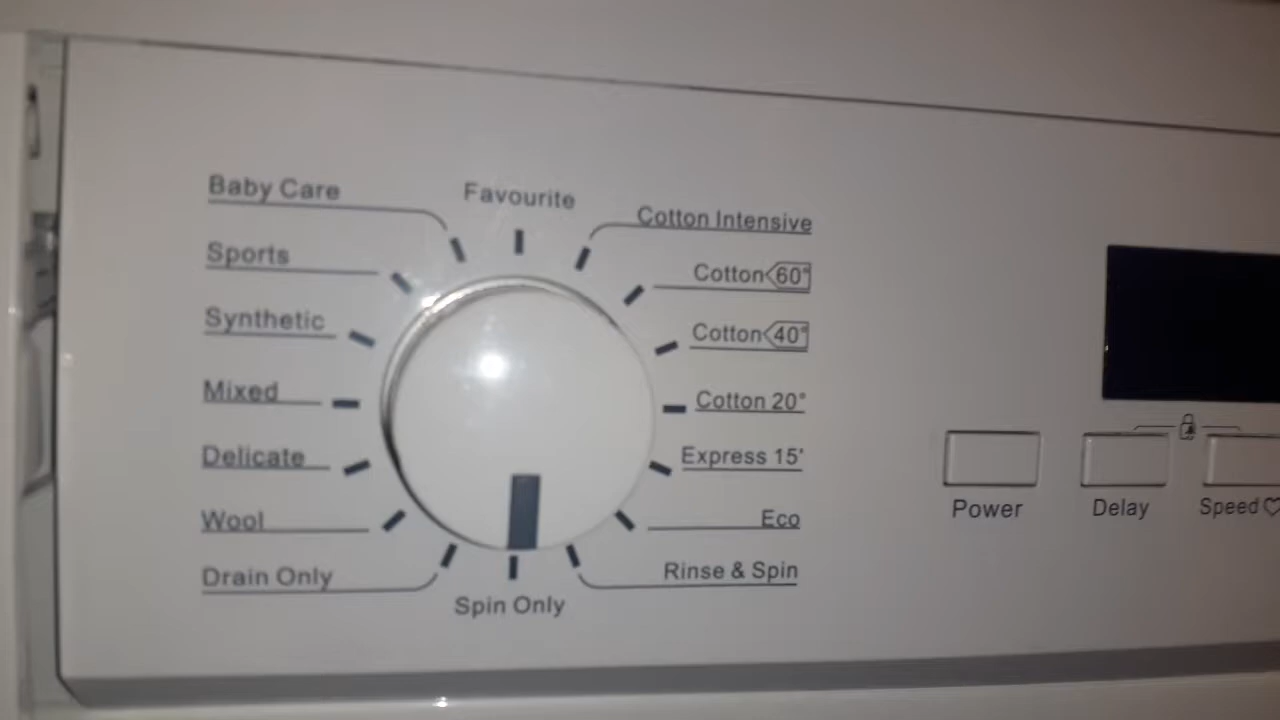 Favourite
Baby Care
Sports
Synthetic
Mixed
Delicate
Wool
Drain Only
Spin Only
Cotton Intensive
Cotton 60°
Cotton 40°
Cotton 20°
Express 15'
Eco
Rinse & Spin
Power
Delay
Speed♡